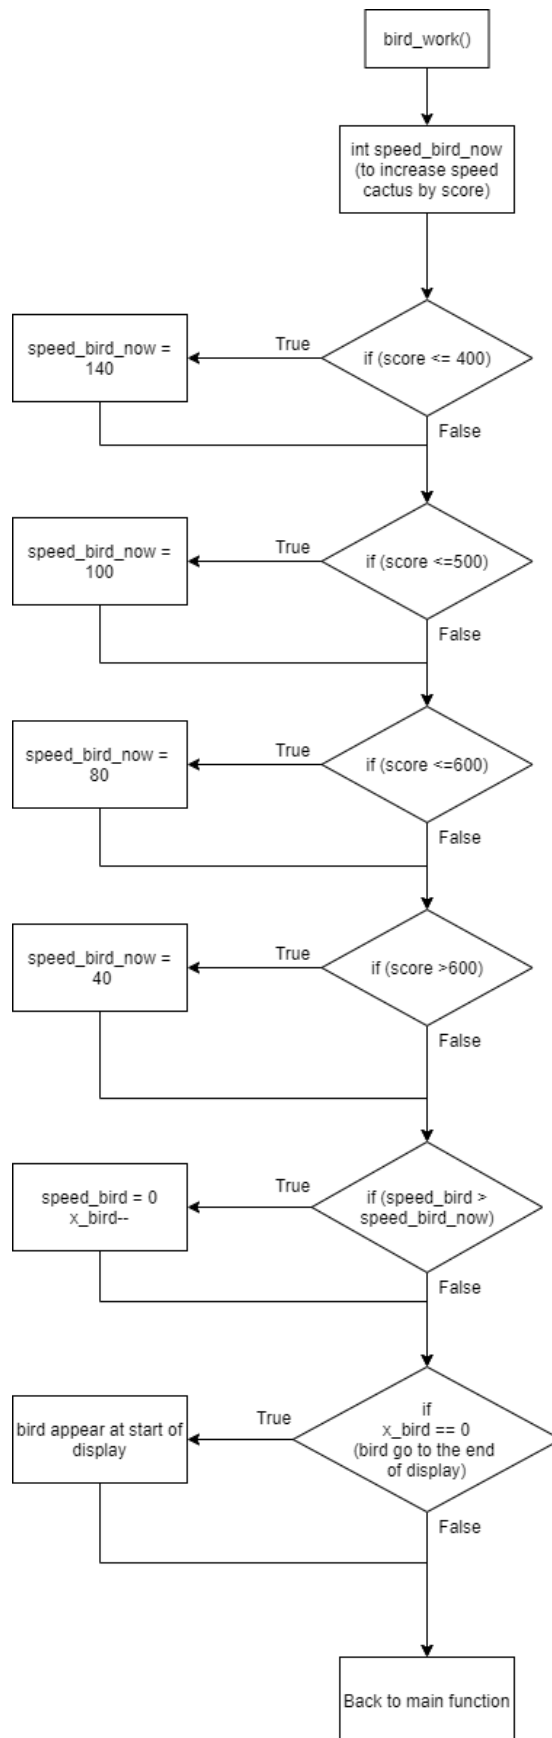 bird_work()
int speed_bird_now
(to increase speed
cactus by score)
speed_bird_now =
140
True
if (score <= 400)
False
speed_bird_now =
100
True
if (score <=500)
False
speed_bird_now =
80
True
if (score <=600)
False
speed_bird_now =
40
True
if (score >600)
False
speed_bird = 0
x_bird--
True
if (speed_bird >
speed_bird_now)
False
bird appear at start of
display
True
if
x_bird == 0
(bird go to the end
of display)
False
Back to main function